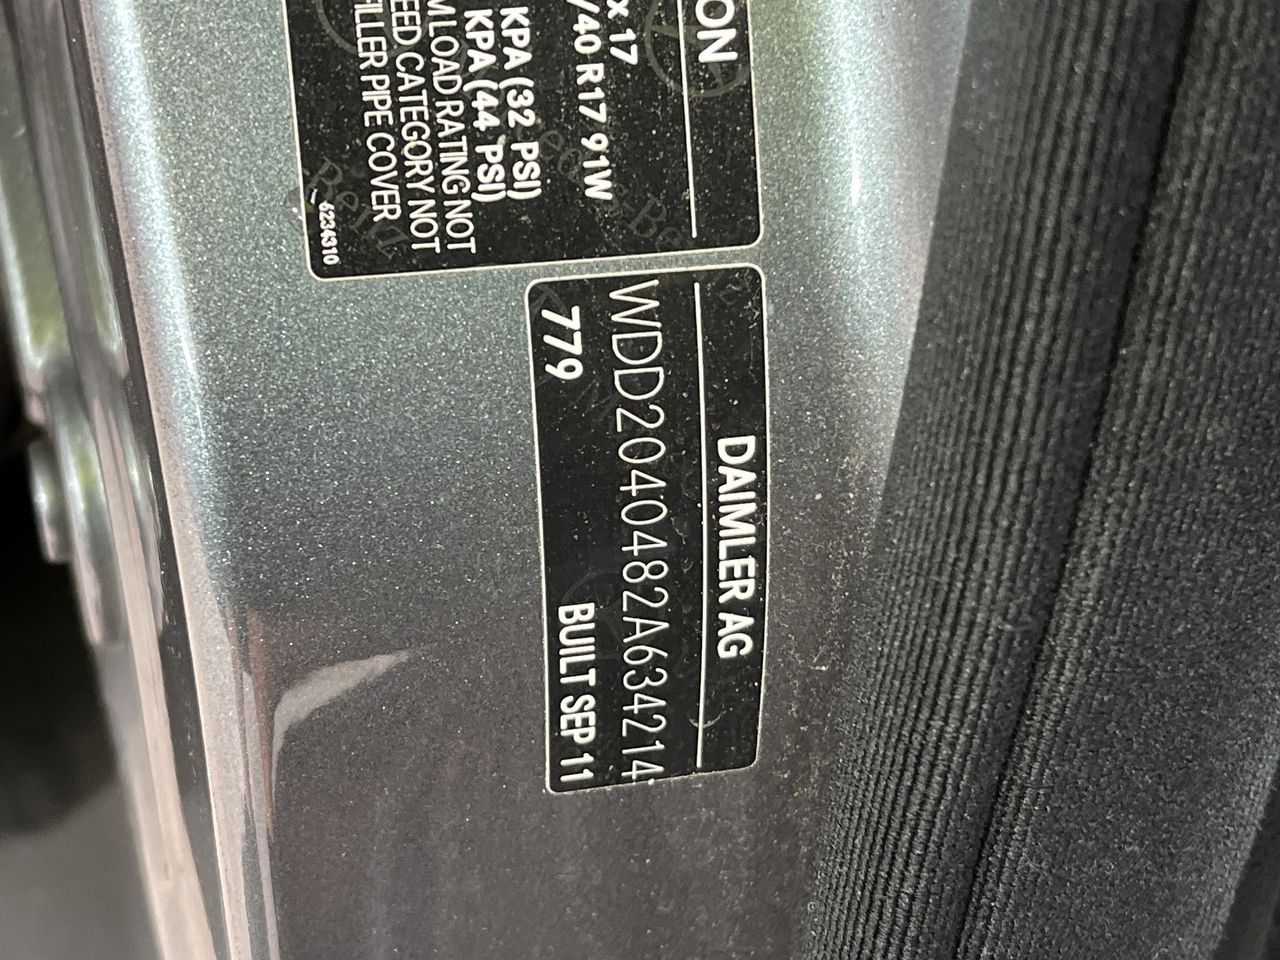 ON
x 17
/40 R17 91W
KPA (32 PSI)
KPA (44 PSI)
M LOAD RATING NOT
EED CATEGORY NOT
FILLER PIPE COVER
6234310
DAIMLER AG
WDD2040482A634214
779 BUILT SEP 11